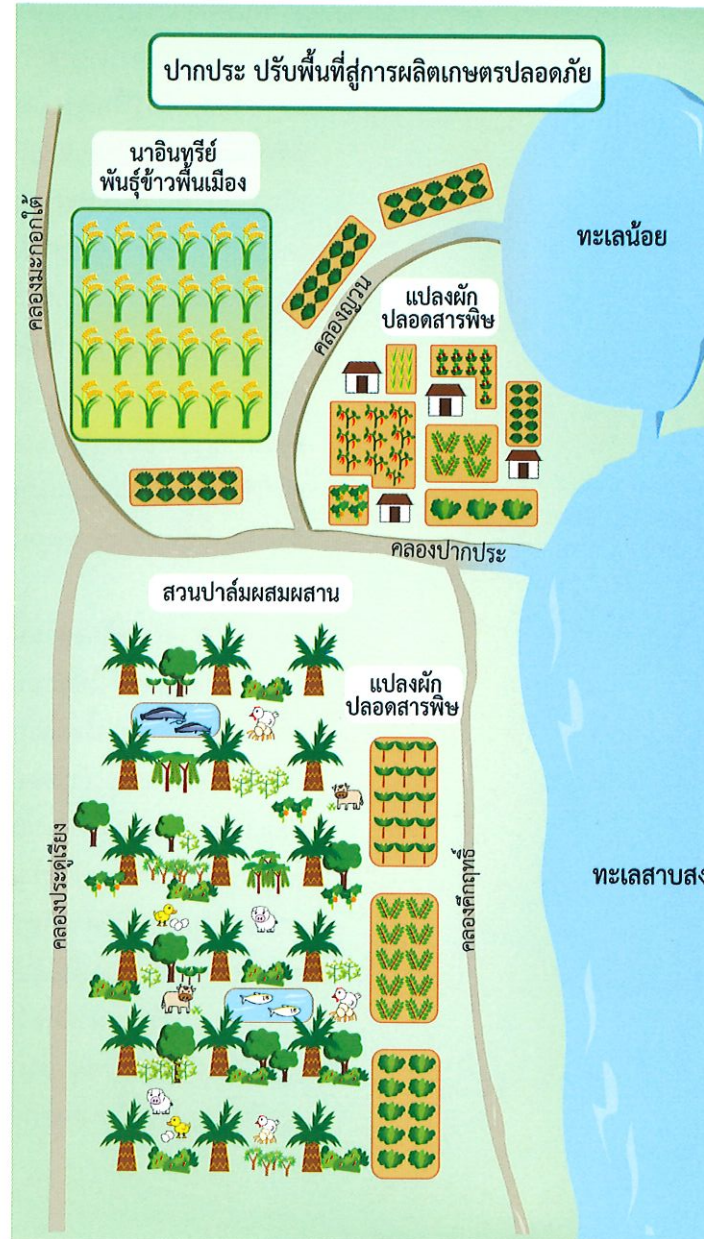 ปากประ ปรับพื้นที่สู่การผลิตเกษตรปลอดภัย
นาอินทรีย์
พันธุ์ข้าวพื้นเมือง
คลองมะกอกใต้
ทะเลน้อย
คลองญวน
แปลงผัก
ปลอดสารพิษ
คลองปากประ
สวนปาล์มผสมผสาน
แปลงผัก
ปลอดสารพิษ
คลองประดู่เรียง
คลองศักฤทธิ์
ทะเลสาบสง